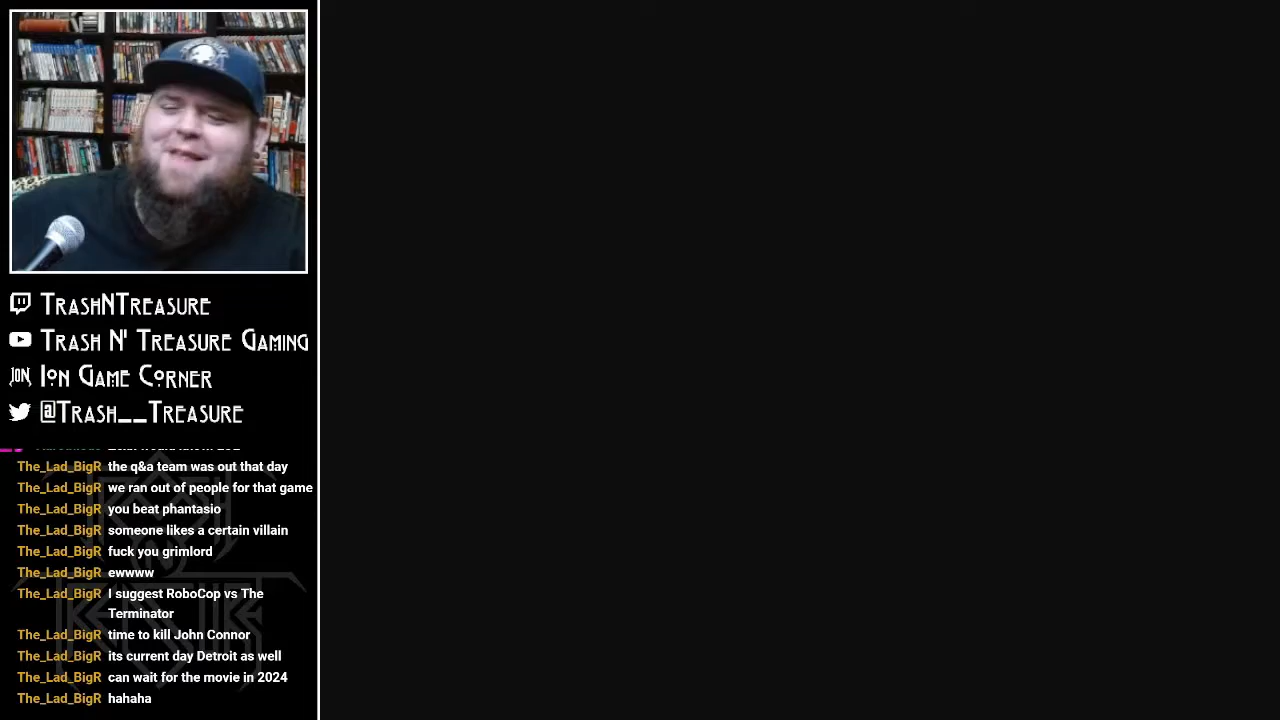 TrashNTreasure
Trash N' Treasure Gaming
ION Ion Game Corner
@Trash__Treasure
The_Lad_BigR the q&a team was out that day
The_Lad_BigR we ran out of people for that game
The_Lad_BigR you beat phantasio
The_Lad_BigR someone likes a certain villain
The_Lad_BigR fuck you grimlord
The_Lad_BigR ewwww
The_Lad_BigR I suggest RoboCop vs The
Terminator
The_Lad_BigR time to kill John Connor
The_Lad_BigR its current day Detroit as well
The_Lad_BigR can wait for the movie in 2024
The_Lad_BigR hahaha